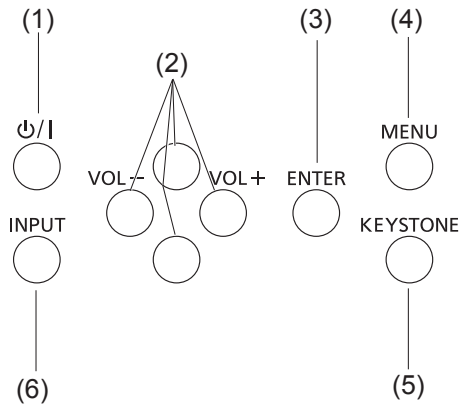 (1)
(2)
(3)
(4)
⏻/I
VOL－
VOL＋
ENTER
MENU
INPUT
KEYSTONE
(6)
(5)